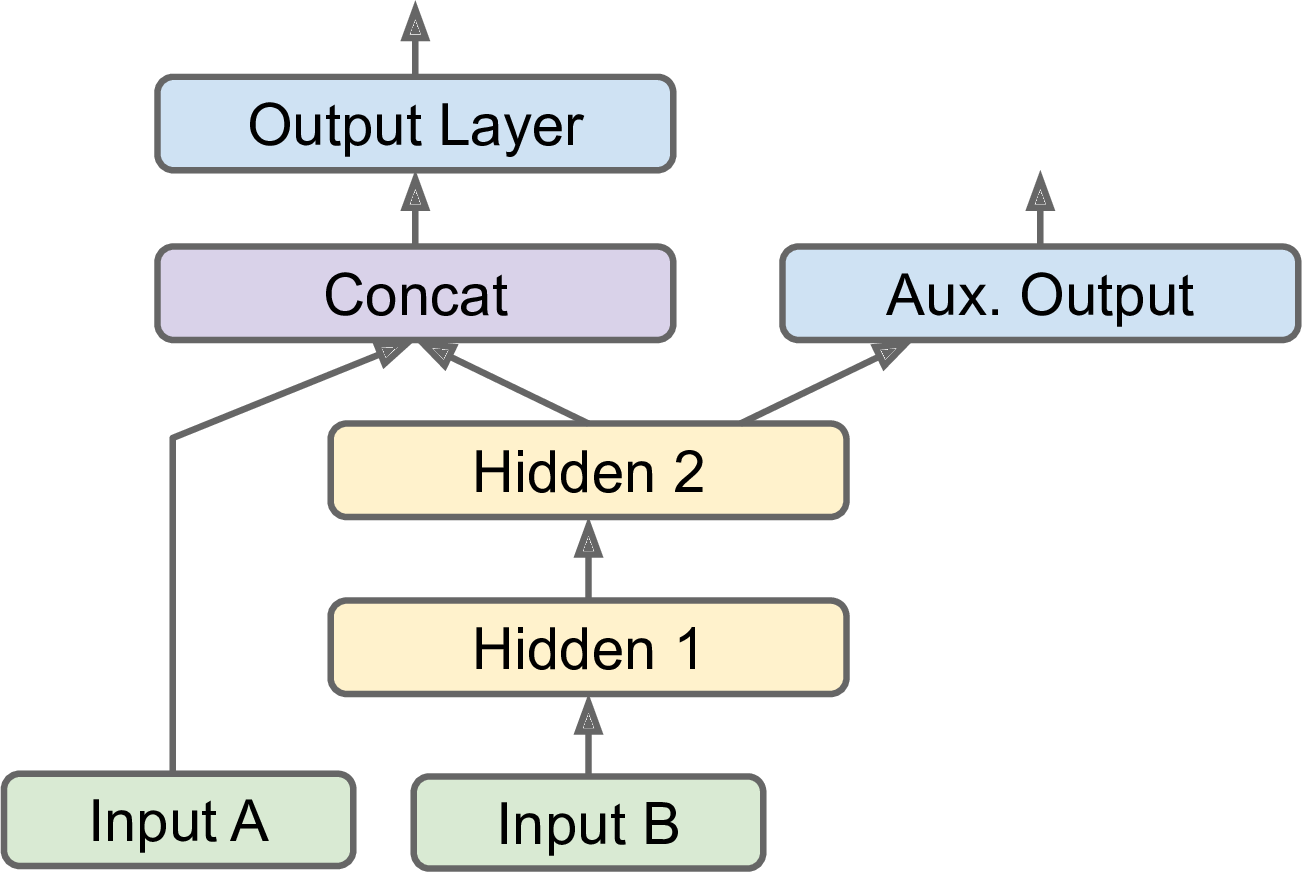 Output Layer
Concat
Aux. Output
Hidden 2
Hidden 1
Input A
Input B